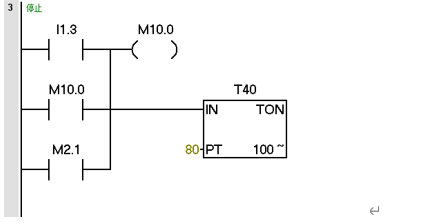 3 停止
I1.3 M10.0
M10.0 T40
IN TON
80 PT 100 ~
M2.1